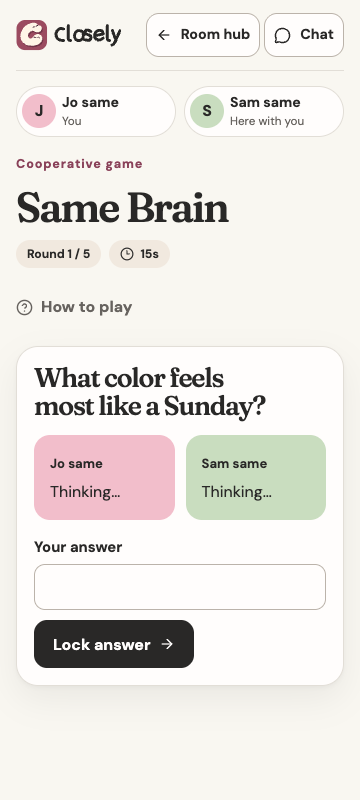 Closely
Room hub
Chat
J
Jo same
You
S
Sam same
Here with you
Cooperative game
Same Brain
Round 1 / 5
15s
How to play
What color feels
most like a Sunday?
Jo same
Thinking...
Sam same
Thinking...
Your answer
Lock answer